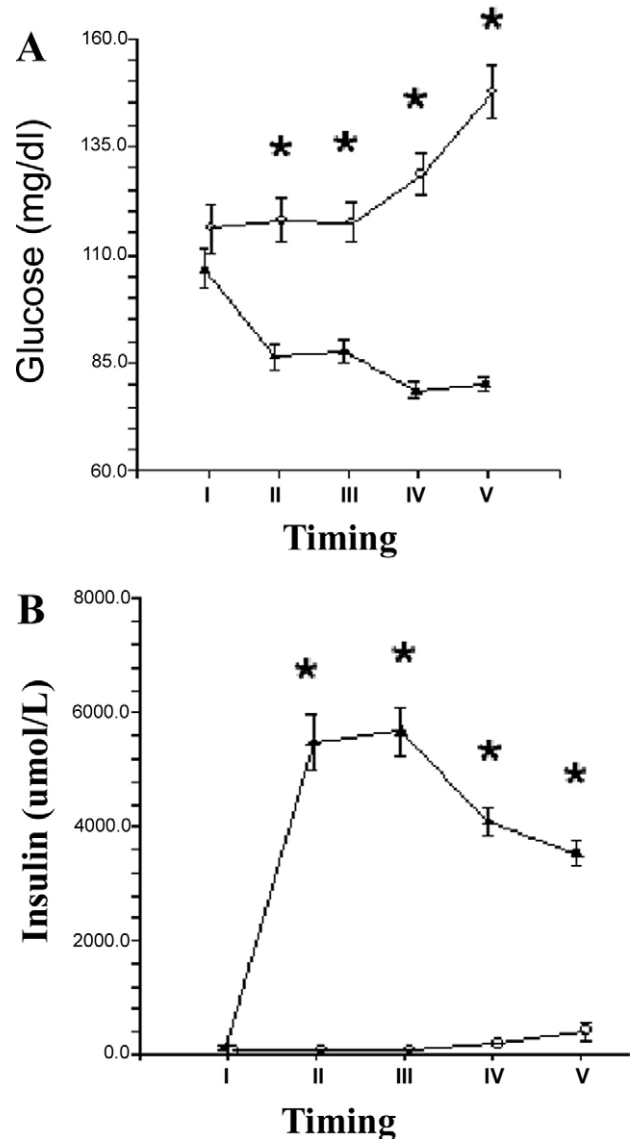 A
Glucose (mg/dl)
160.0
135.0
110.0
85.0
60.0
I II III IV V
Timing
B
Insulin (umol/L)
8000.0
6000.0
4000.0
2000.0
0.0
I II III IV V
Timing